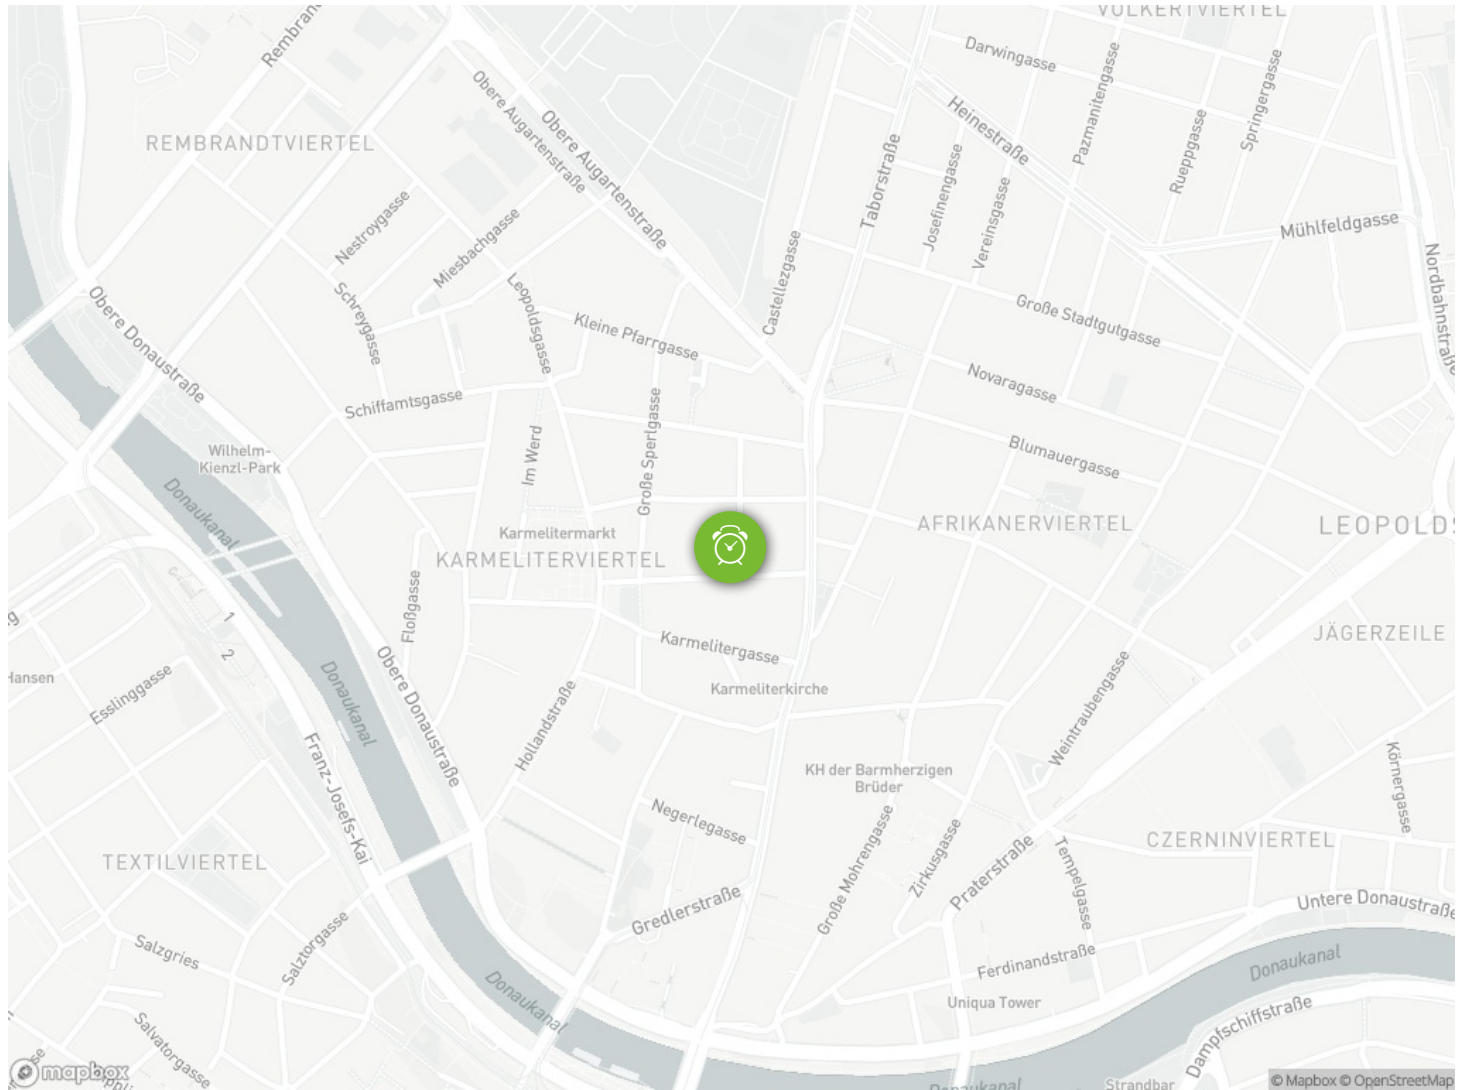 VOLKERTVIERTEL
Rembrand
Darwingasse
Obere Augartenstraße
Obere Augartenstraße
Heinestraße
Pazmanitengasse
Springergasse
Rueppgasse
REMBRANDTVIERTEL
Taborstraße
Josefinengasse
Vereinsgasse
Mühlfeldgasse
Nestroygasse
Miesbachgasse
Castellezgasse
Nordbahnstraße
Obere Donaustraße
Schreygasse
Leopoldsgasse
Kleine Pfarrgasse
Große Stadtgutgasse
Novaragasse
Schiffamtsgasse
Große Sperlgasse
Blumauergasse
Im Werd
Wilhelm-
Kienzl-Park
Donaukanal
Karmelitermarkt
KARMELITERVIERTEL
AFRIKANERVIERTEL
LEOPOLDS
Floßgasse
1
2
JÄGERZEILE
Karmelitergasse
Karmeliterkirche
Hansen
Esslinggasse
Donaukanal
Obere Donaustraße
Hollandstraße
Weintraubengasse
Franz-Josefs-Kai
KH der Barmherzigen
Brüder
Körnergasse
Negerlegasse
Große Mohrengasse
Zirkusgasse
Praterstraße
Tempelgasse
CZERNINVIERTEL
TEXTILVIERTEL
Gredlerstraße
Untere Donaustraße
Salzgries
Salztorgasse
Ferdinandstraße
Donaukanal
Donaukanal
Uniqua Tower
Dampfschiffstraße
Salvatorgasse
Donaukanal
Strandbar
mapbox
© Mapbox © OpenStreetMap